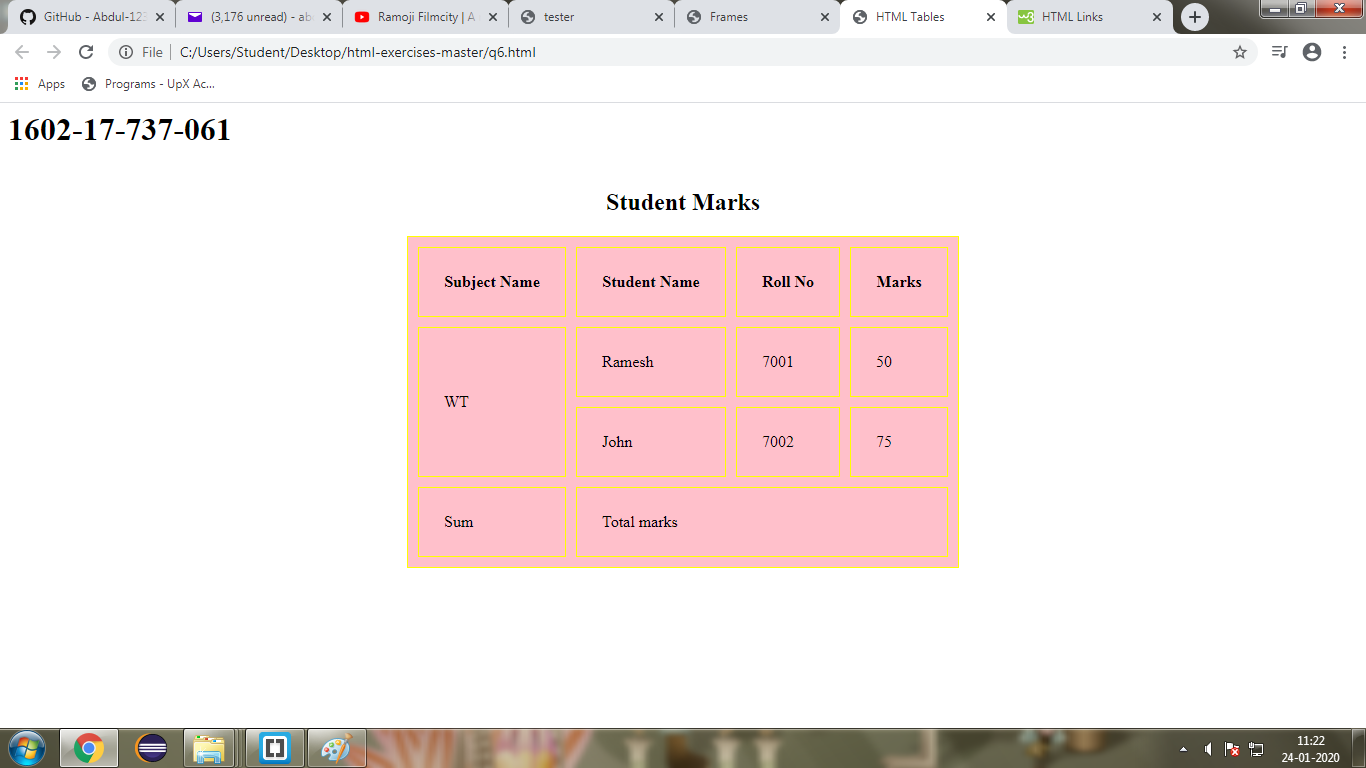 GitHub - Abdul-123
(3,176 unread) - ab
Ramoji Filmcity | A
tester
Frames
HTML Tables
HTML Links
File C:/Users/Student/Desktop/html-exercises-master/q6.html
Apps Programs - UpX Ac...
1602-17-737-061
Student Marks
Subject Name Student Name Roll No Marks
WT
Ramesh 7001 50
John 7002 75
Sum Total marks
11:22
24-01-2020